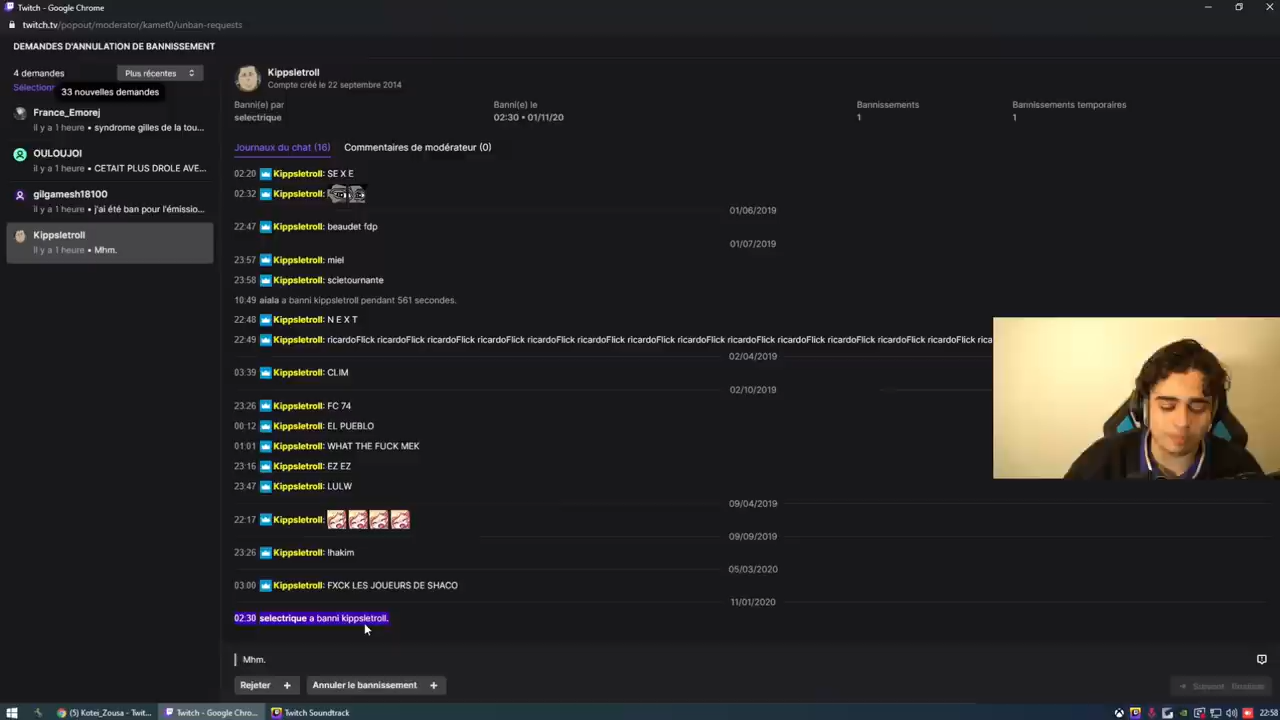 Twitch - Google Chrome
twitch.tv/popout/moderator/kamet0/unban-requests
DEMANDES D'ANNULATION DE BANNISSEMENT
4 demandes
Plus récentes
33 nouvelles demandes
France_Emorej
Il y a 1 heure • syndrome gilles de la tou...
OULOUJOI
Il y a 1 heure • CETAIT PLUS DROLE AVE...
gilgamesh18100
Il y a 1 heure • j'ai été ban pour l'émissio...
Kippsletroll
Il y a 1 heure • Mhm.
Kippsletroll
Compte créé le 22 septembre 2014
Banni(e) par
selectrique
Banni(e) le
02:30 • 01/11/20
Bannissements
1
Bannissements temporaires
1
Journaux du chat (16)
Commentaires de modérateur (0)
02:20 Kippsletroll: SE X E
02:32 Kippsletroll:
01/06/2019
22:47 Kippsletroll: beaudet fdp
01/07/2019
23:57 Kippsletroll: miel
23:58 Kippsletroll: scietournante
10:49 aiala a banni kippsletroll pendant 561 secondes.
22:48 Kippsletroll: N E X T
22:49 Kippsletroll: ricardoFlick ricardoFlick ricardoFlick ricardoFlick ricardoFlick ricardoFlick ricardoFlick ricardoFlick ricardoFlick ricardoFlick ricardoFlick ricardoFlick ricardoFlick rica
02/04/2019
03:39 Kippsletroll: CLIM
02/10/2019
23:26 Kippsletroll: FC 74
00:12 Kippsletroll: EL PUEBLO
01:01 Kippsletroll: WHAT THE FUCK MEK
23:16 Kippsletroll: EZ EZ
23:47 Kippsletroll: LULW
09/04/2019
22:17 Kippsletroll:
09/09/2019
23:26 Kippsletroll: !hakim
05/03/2020
03:00 Kippsletroll: FXCK LES JOUEURS DE SHACO
11/01/2020
02:30 selectrique a banni kippsletroll.
Mhm.
Rejeter +
Annuler le bannissement +
(5) Kotei_Zousa - Twit...
Twitch - Google Chro...
Twitch Soundtrack
22:58